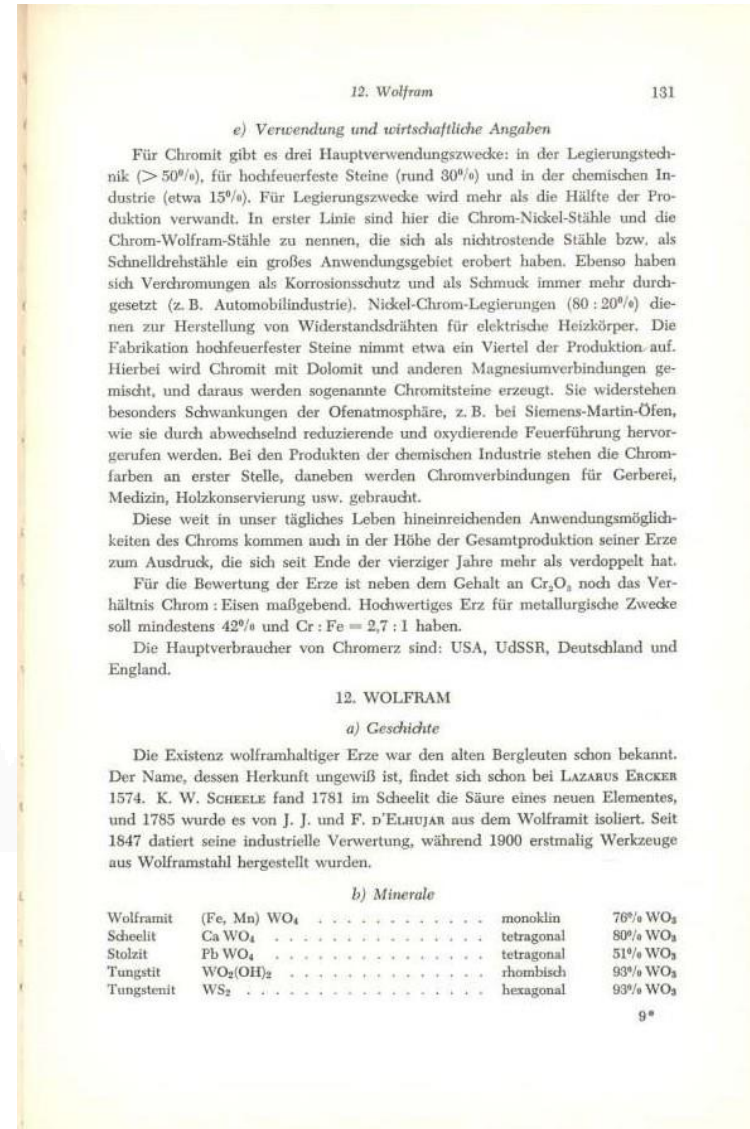 12. Wolfram 131
e) Verwendung und wirtschaftliche Angaben
Für Chromit gibt es drei Hauptverwendungszwecke: in der Legierungstech-
nik (> 50%), für hochfeuerfeste Steine (rund 30%) und in der chemischen In-
dustrie (etwa 15%). Für Legierungszwecke wird mehr als die Hälfte der Pro-
duktion verwandt. In erster Linie sind hier die Chrom-Nickel-Stähle und die
Chrom-Wolfram-Stähle zu nennen, die sich als nichtrostende Stähle bzw. als
Schnelldrehstähle ein großes Anwendungsgebiet erobert haben. Ebenso haben
sich Verchromungen als Korrosionsschutz und als Schmuck immer mehr durch-
gesetzt (z. B. Automobilindustrie). Nickel-Chrom-Legierungen (80 : 20%) die-
nen zur Herstellung von Widerstandsdrähten für elektrische Heizkörper. Die
Fabrikation hochfeuerfester Steine nimmt etwa ein Viertel der Produktion auf.
Hierbei wird Chromit mit Dolomit und anderen Magnesiumverbindungen ge-
mischt, und daraus werden sogenannte Chromitsteine erzeugt. Sie widerstehen
besonders Schwankungen der Ofenatmosphäre, z. B. bei Siemens-Martin-Öfen,
wie sie durch abwechselnd reduzierende und oxydierende Feuerführung hervor-
gerufen werden. Bei den Produkten der chemischen Industrie stehen die Chrom-
farben an erster Stelle, daneben werden Chromverbindungen für Gerberei,
Medizin, Holzkonservierung usw. gebraucht.
Diese weit in unser tägliches Leben hineinreichenden Anwendungsmöglich-
keiten des Chroms kommen auch in der Höhe der Gesamtproduktion seiner Erze
zum Ausdruck, die sich seit Ende der vierziger Jahre mehr als verdoppelt hat.
Für die Bewertung der Erze ist neben dem Gehalt an Cr₂O₃ noch das Ver-
hältnis Chrom : Eisen maßgebend. Hochwertiges Erz für metallurgische Zwecke
soll mindestens 42% und Cr : Fe = 2,7 : 1 haben.
Die Hauptverbraucher von Chromerz sind: USA, UdSSR, Deutschland und
England.
12. WOLFRAM
a) Geschichte
Die Existenz wolframhaltiger Erze war den alten Bergleuten schon bekannt.
Der Name, dessen Herkunft ungewiß ist, findet sich schon bei LAZARUS ERCKER
1574. K. W. SCHEELE fand 1781 im Scheelit die Säure eines neuen Elementes,
und 1785 wurde es von J. J. und F. D'ELHUJAR aus dem Wolframit isoliert. Seit
1847 datiert seine industrielle Verwertung, während 1900 erstmalig Werkzeuge
aus Wolframstahl hergestellt wurden.
b) Minerale
Wolframit (Fe, Mn) WO₄ . . . . . . . . . . . . monoklin 76% WO₃
Scheelit Ca WO₄ . . . . . . . . . . . . . . . tetragonal 80% WO₃
Stolzit Pb WO₄ . . . . . . . . . . . . . . . tetragonal 51% WO₃
Tungstit WO₂(OH)₂ . . . . . . . . . . . . . . rhombisch 93% WO₃
Tungstenit WS₂ . . . . . . . . . . . . . . . . . hexagonal 93% WO₃
9*